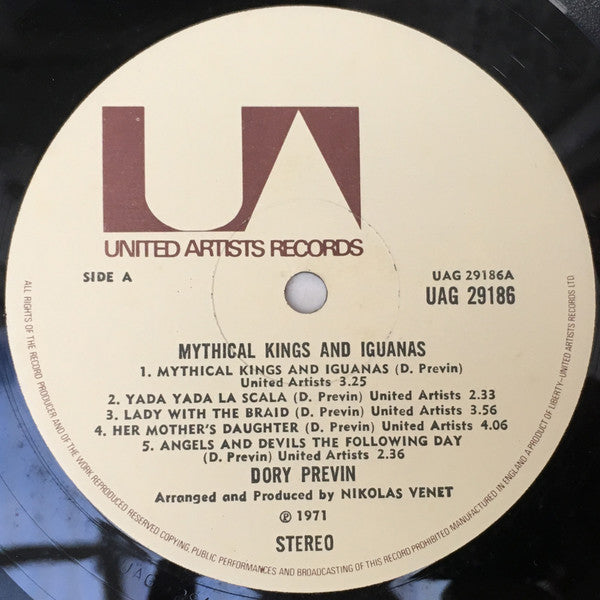 UA
UNITED ARTISTS RECORDS
SIDE A
UAG 29186A
UAG 29186
MYTHICAL KINGS AND IGUANAS
1. MYTHICAL KINGS AND IGUANAS (D. Previn)
United Artists 3.25
2. YADA YADA LA SCALA (D. Previn) United Artists 2.33
3. LADY WITH THE BRAID (D. Previn) United Artists 3.56
4. HER MOTHER'S DAUGHTER (D. Previn) United Artists 4.06
5. ANGELS AND DEVILS THE FOLLOWING DAY
(D. Previn) United Artists 2.36
DORY PREVIN
Arranged and Produced by NIKOLAS VENET
℗ 1971
STEREO
ALL RIGHTS OF THE RECORD PRODUCER AND OF THE WORK REPRODUCED RESERVED COPYING, PUBLIC PERFORMANCES AND BROADCASTING OF THIS RECORD PROHIBITED MANUFACTURED IN ENGLAND A PRODUCT OF LIBERTY–UNITED ARTISTS RECORDS LTD.